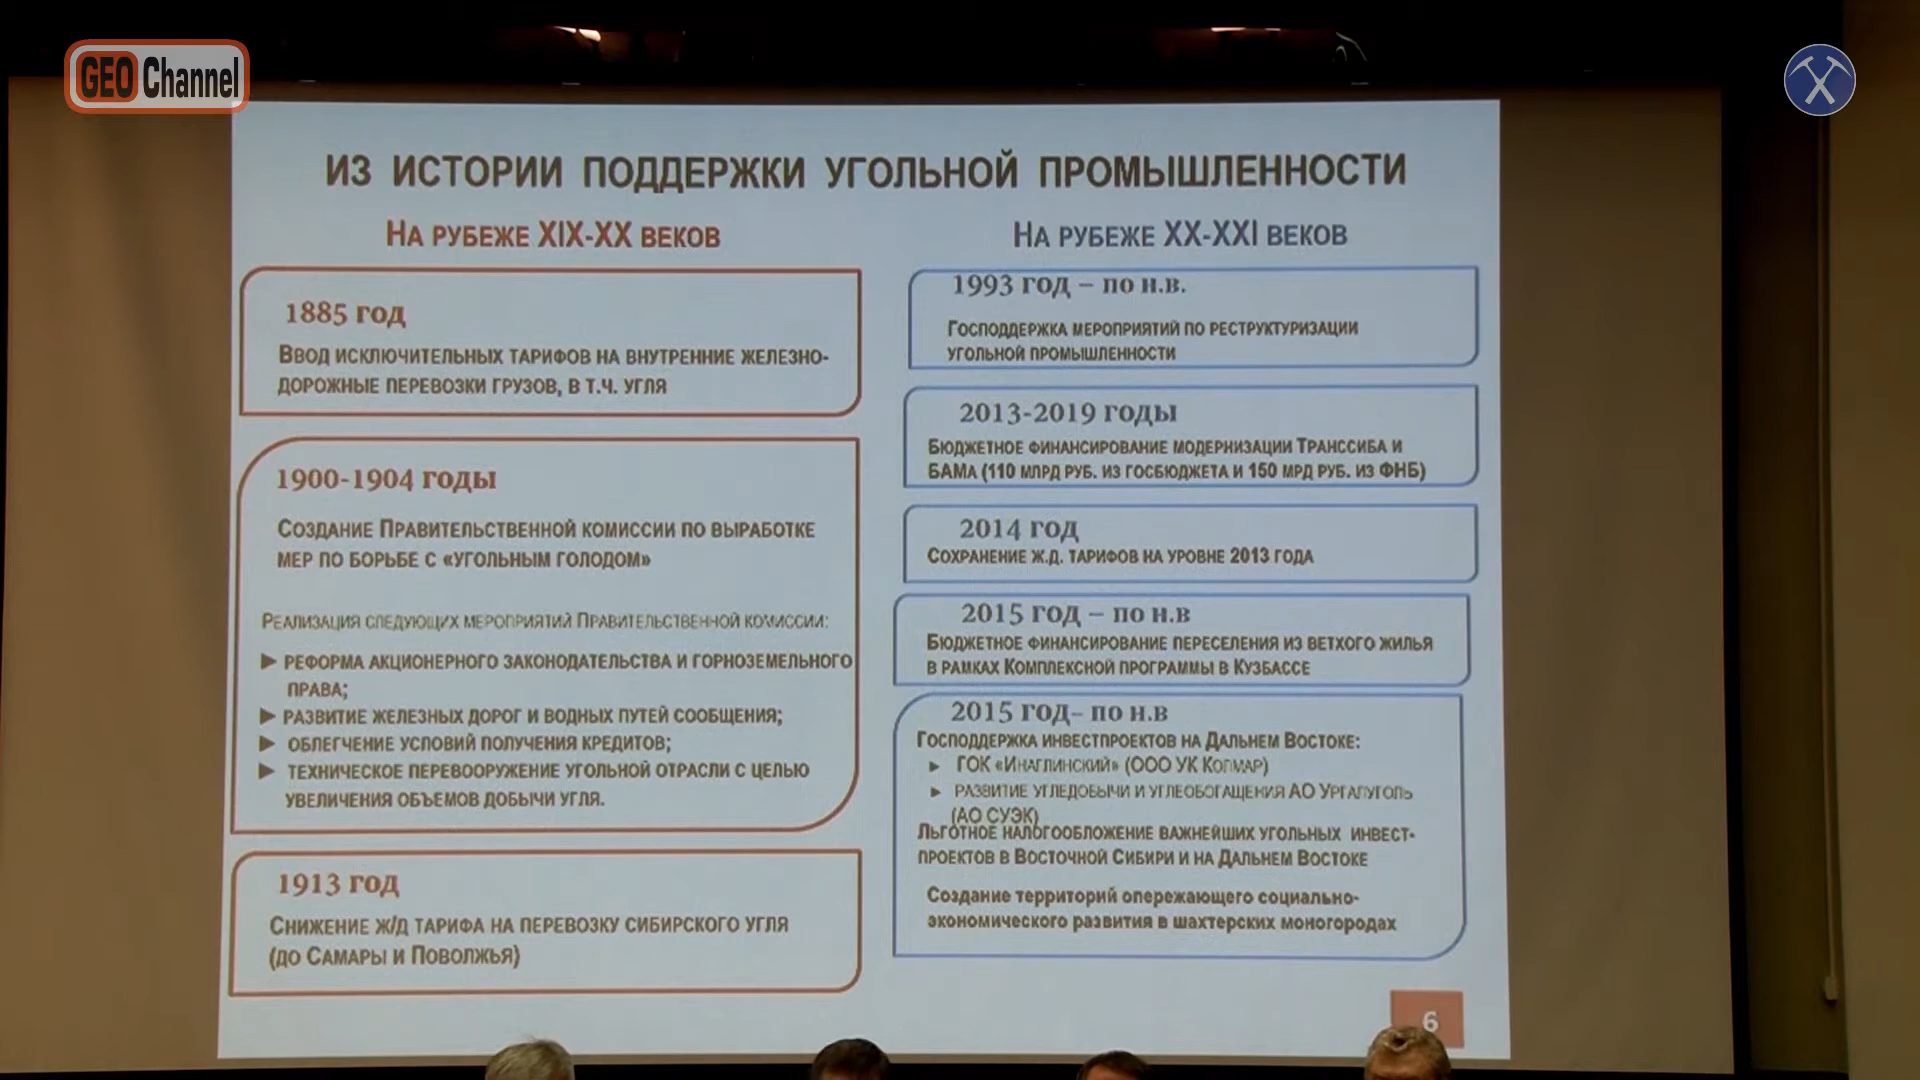 GEO Channel
ИЗ ИСТОРИИ ПОДДЕРЖКИ УГОЛЬНОЙ ПРОМЫШЛЕННОСТИ
НА РУБЕЖЕ XIX-XX ВЕКОВ
1885 год
ВВОД ИСКЛЮЧИТЕЛЬНЫХ ТАРИФОВ НА ВНУТРЕННИЕ ЖЕЛЕЗНО-
ДОРОЖНЫЕ ПЕРЕВОЗКИ ГРУЗОВ, В Т.Ч. УГЛЯ
1900-1904 годы
СОЗДАНИЕ ПРАВИТЕЛЬСТВЕННОЙ КОМИССИИ ПО ВЫРАБОТКЕ
МЕР ПО БОРЬБЕ С «УГОЛЬНЫМ ГОЛОДОМ»
РЕАЛИЗАЦИЯ СЛЕДУЮЩИХ МЕРОПРИЯТИЙ ПРАВИТЕЛЬСТВЕННОЙ КОМИССИИ:
РЕФОРМА АКЦИОНЕРНОГО ЗАКОНОДАТЕЛЬСТВА И ГОРНОЗЕМЕЛЬНОГО
ПРАВА;
РАЗВИТИЕ ЖЕЛЕЗНЫХ ДОРОГ И ВОДНЫХ ПУТЕЙ СООБЩЕНИЯ;
ОБЛЕГЧЕНИЕ УСЛОВИЙ ПОЛУЧЕНИЯ КРЕДИТОВ;
ТЕХНИЧЕСКОЕ ПЕРЕВООРУЖЕНИЕ УГОЛЬНОЙ ОТРАСЛИ С ЦЕЛЬЮ
УВЕЛИЧЕНИЯ ОБЪЕМОВ ДОБЫЧИ УГЛЯ.
1913 год
СНИЖЕНИЕ Ж/Д ТАРИФА НА ПЕРЕВОЗКУ СИБИРСКОГО УГЛЯ
(ДО САМАРЫ И ПОВОЛЖЬЯ)
НА РУБЕЖЕ XX-XXI ВЕКОВ
1993 год – по н.в.
ГОСПОДДЕРЖКА МЕРОПРИЯТИЙ ПО РЕСТРУКТУРИЗАЦИИ
УГОЛЬНОЙ ПРОМЫШЛЕННОСТИ
2013-2019 годы
БЮДЖЕТНОЕ ФИНАНСИРОВАНИЕ МОДЕРНИЗАЦИИ ТРАНССИБА И
БАМА (110 МЛРД РУБ. ИЗ ГОСБЮДЖЕТА И 150 МРД РУБ. ИЗ ФНБ)
2014 год
СОХРАНЕНИЕ Ж.Д. ТАРИФОВ НА УРОВНЕ 2013 ГОДА
2015 год – по н.в
БЮДЖЕТНОЕ ФИНАНСИРОВАНИЕ ПЕРЕСЕЛЕНИЯ ИЗ ВЕТХОГО ЖИЛЬЯ
В РАМКАХ КОМПЛЕКСНОЙ ПРОГРАММЫ В КУЗБАССЕ
2015 год– по н.в
ГОСПОДДЕРЖКА ИНВЕСТПРОЕКТОВ НА ДАЛЬНЕМ ВОСТОКЕ:
ГОК «ИНАГЛИНСКИЙ» (ООО УК КОЛМАР)
РАЗВИТИЕ УГЛЕДОБЫЧИ И УГЛЕОБОГАЩЕНИЯ АО УРГАЛУГОЛЬ
(АО СУЭК)
ЛЬГОТНОЕ НАЛОГООБЛОЖЕНИЕ ВАЖНЕЙШИХ УГОЛЬНЫХ ИНВЕСТ-
ПРОЕКТОВ В ВОСТОЧНОЙ СИБИРИ И НА ДАЛЬНЕМ ВОСТОКЕ
Создание территорий опережающего социально-
экономического развития в шахтерских моногородах
6